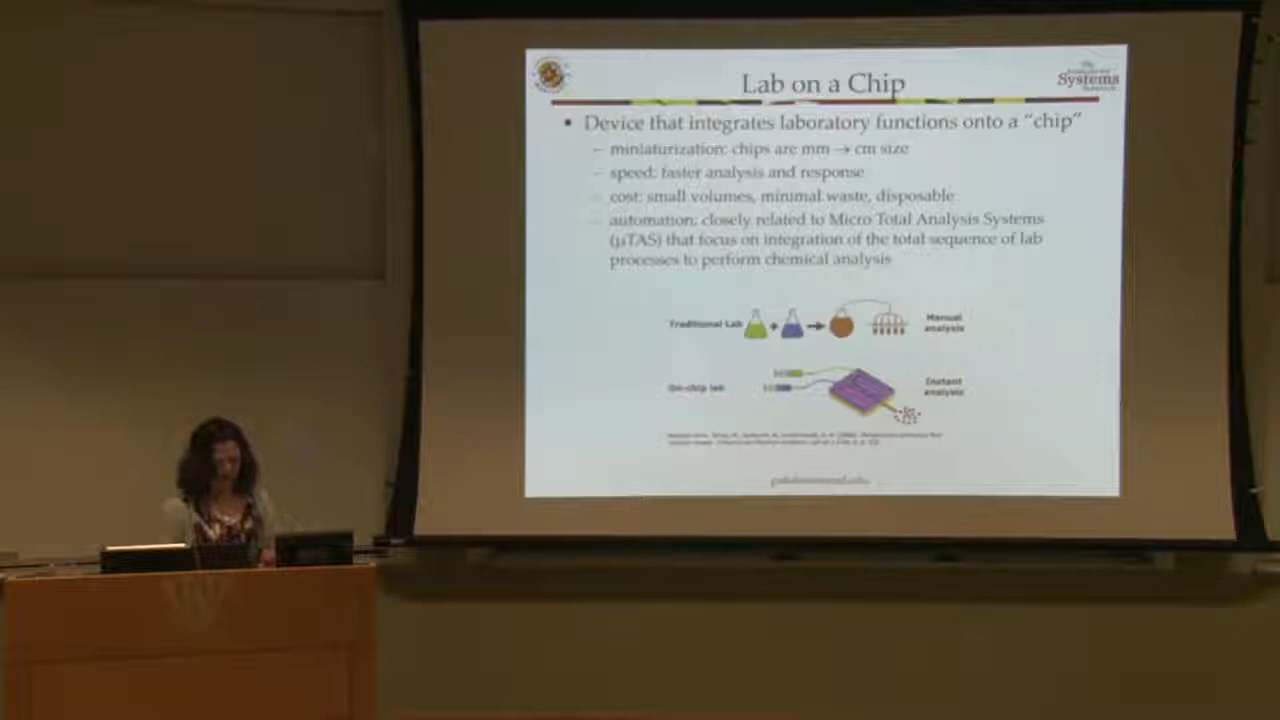 Lab on a Chip
Systems
• Device that integrates laboratory functions onto a “chip”
– miniaturization: chips are mm → cm size
– speed: faster analysis and response
– cost: small volumes, minimal waste, disposable
– automation: closely related to Micro Total Analysis Systems
(μTAS) that focus on integration of the total sequence of lab
processes to perform chemical analysis
Traditional Lab
Manual
analysis
On-chip lab
Instant
analysis
W